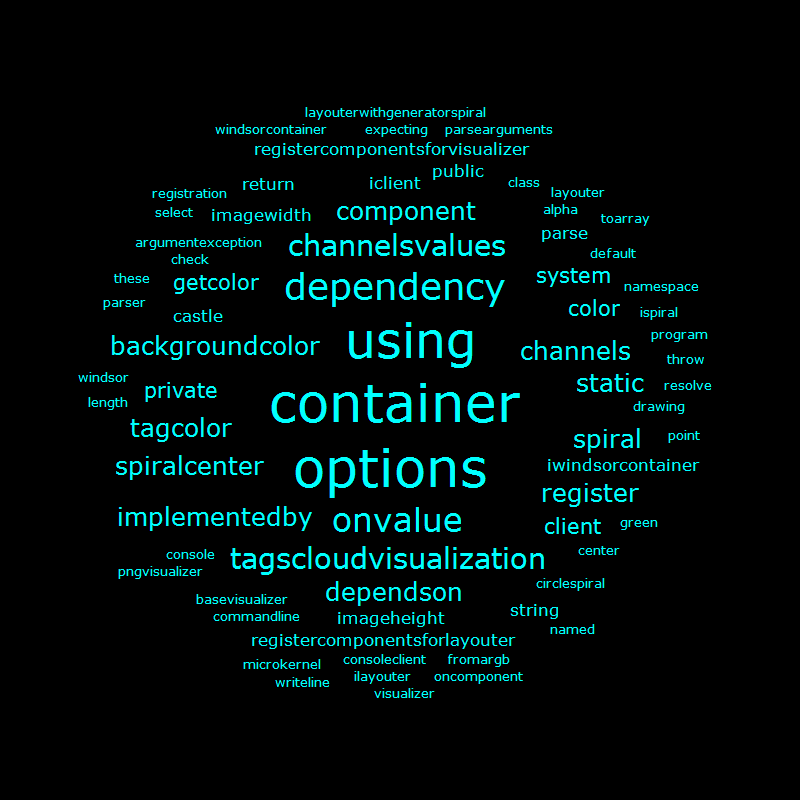 layouterwithgeneratorspiral
windsorcontainer expecting parsearguments
registercomponentsforvisualizer
public
return iclient class
registration layouter
select imagewidth component alpha
toarray
parse
argumentexception channelsvalues
check default
these getcolor dependency system namespace
parser color ispiral
castle
program
backgroundcolor using channels
throw
windsor static resolve
private
length container drawing
tagcolor spiral point
spiralcenter options iwindsorcontainer
register
implementedby onvalue client green
console tagscloudvisualization center
pngvisualizer
circlespiral
basevisualizer dependson
commandline imageheight string
named
registercomponentsforlayouter
microkernel consoleclient fromargb
writeline ilayouter oncomponent
visualizer